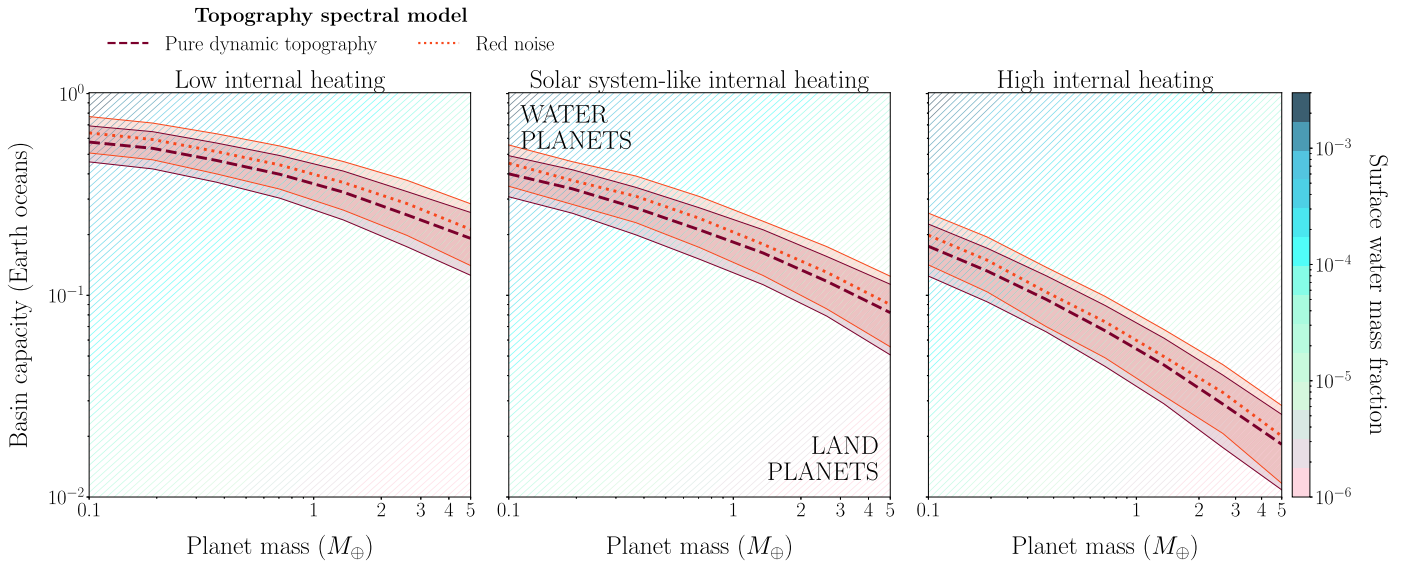 Topography spectral model
Pure dynamic topography
Red noise
Low internal heating
Solar system-like internal heating
High internal heating
Basin capacity (Earth oceans)
10⁰
10⁻¹
10⁻²
WATER
PLANETS
LAND
PLANETS
0.1 1 2 3 4 5
0.1 1 2 3 4 5
0.1 1 2 3 4 5
Planet mass (M⊕)
Planet mass (M⊕)
Planet mass (M⊕)
10⁻³
10⁻⁴
10⁻⁵
10⁻⁶
Surface water mass fraction